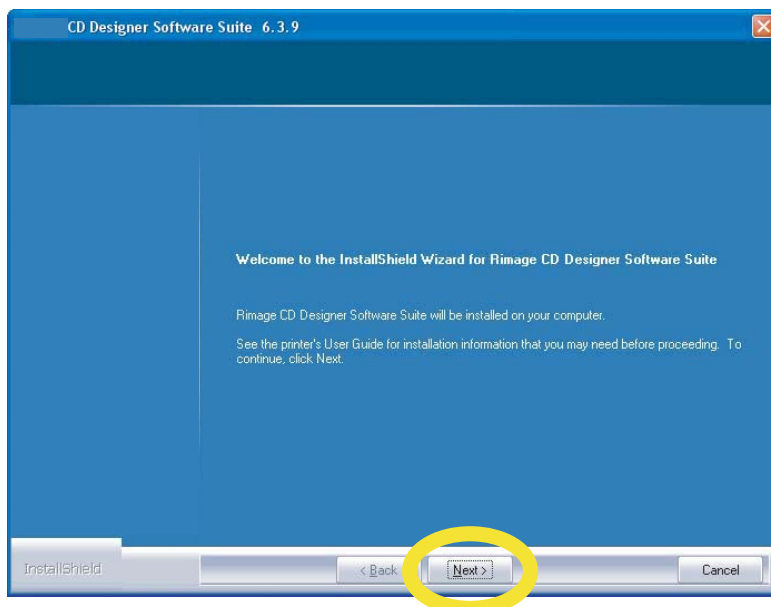 CD Designer Software Suite 6.3.9
Welcome to the InstallShield Wizard for Rimage CD Designer Software Suite
Rimage CD Designer Software Suite will be installed on your computer.
See the printer's User Guide for installation information that you may need before proceeding. To
continue, click Next.
InstallShield
< Back
Next >
Cancel